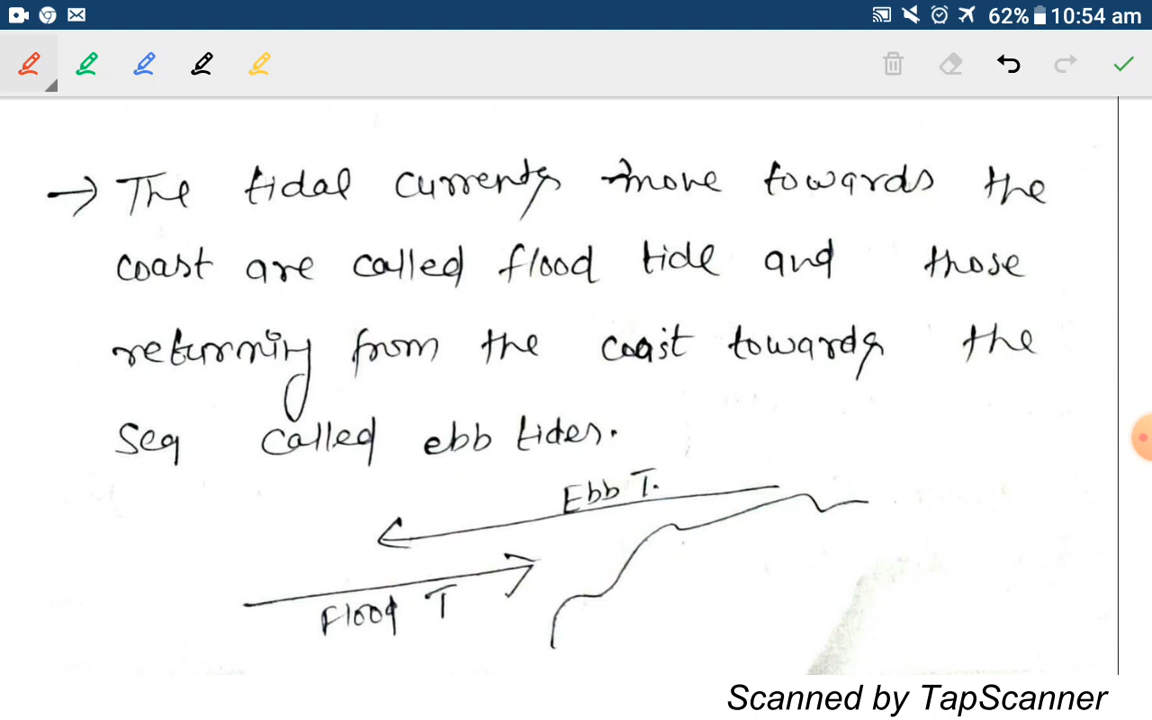 62% 10:54 am
→ The tidal currents move towards the
coast are called flood tide and those
returning from the coast towards the
sea called ebb tides.
Ebb T.
Flood T
Scanned by TapScanner